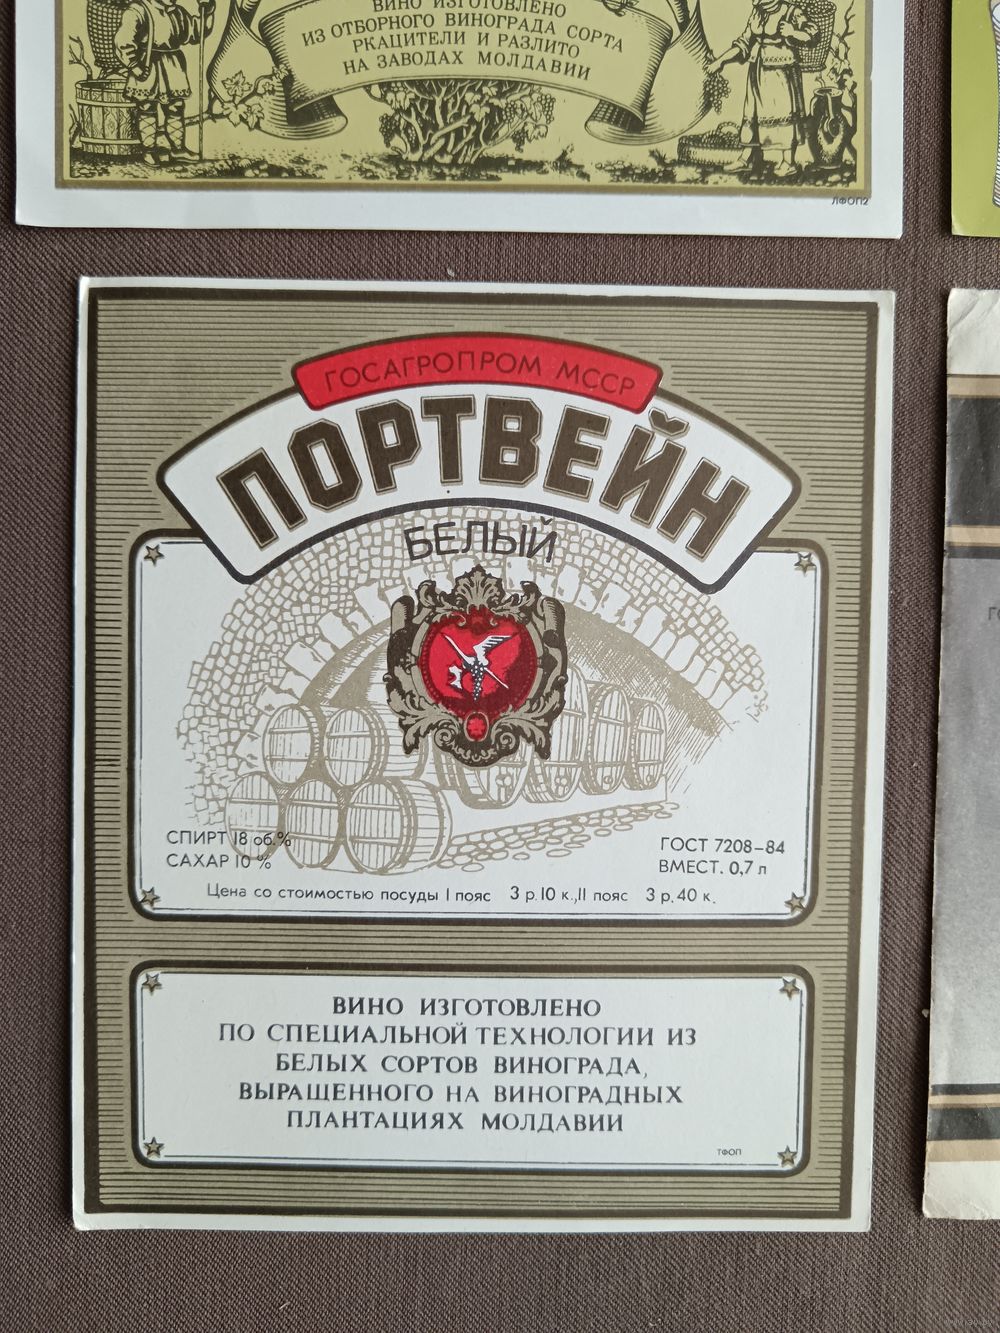 ВИНО ИЗГОТОВЛЕНО
ИЗ ОТБОРНОГО ВИНОГРАДА СОРТА
РКАЦИТЕЛИ И РАЗЛИТО
НА ЗАВОДАХ МОЛДАВИИ
ЛФОП2
ГОСАГРОПРОМ МССР
ПОРТВЕЙН
БЕЛЫЙ
СПИРТ 18 об.%
САХАР 10 %
ГОСТ 7208–84
ВМЕСТ. 0,7 л
Цена со стоимостью посуды I пояс 3 р. 10 к., II пояс 3 р. 40 к.
ВИНО ИЗГОТОВЛЕНО
ПО СПЕЦИАЛЬНОЙ ТЕХНОЛОГИИ ИЗ
БЕЛЫХ СОРТОВ ВИНОГРАДА,
ВЫРАЩЕННОГО НА ВИНОГРАДНЫХ
ПЛАНТАЦИЯХ МОЛДАВИИ
ТФОП